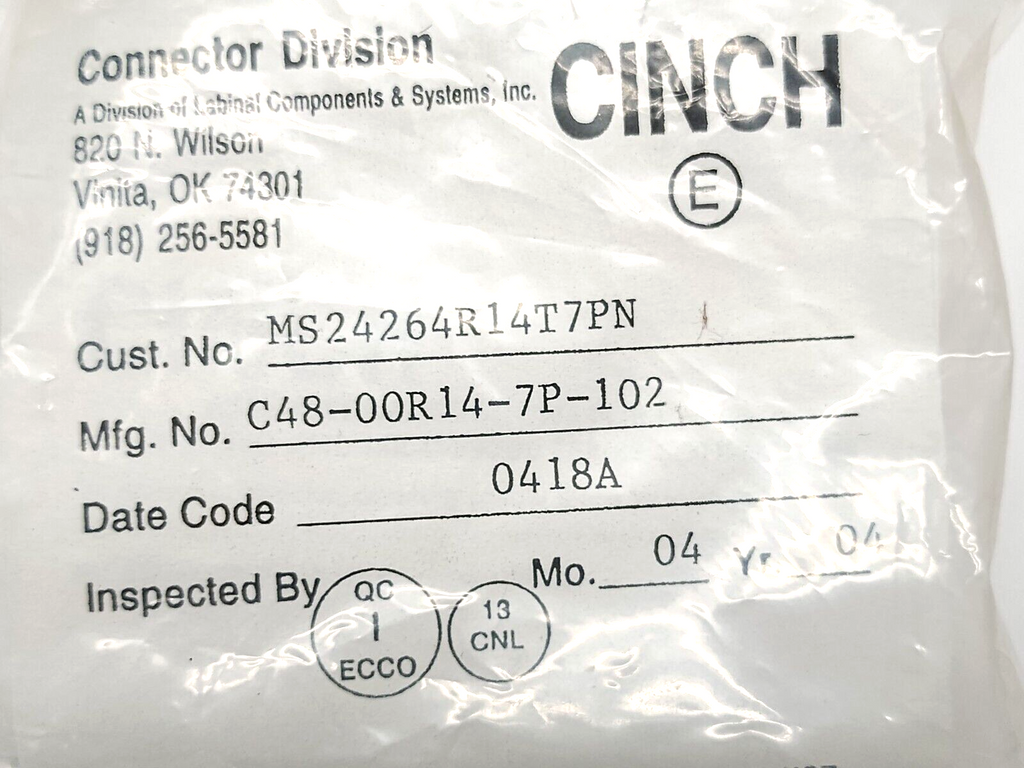 Connector Division
CINCH
A Division of Labinal Components & Systems, Inc.
820 N. Wilson
Vinita, OK 74301
(918) 256-5581
E
Cust. No. MS24264R14T7PN
Mfg. No. C48-00R14-7P-102
Date Code 0418A
Inspected By QC 1 ECCO 13 CNL Mo. 04 Yr 04